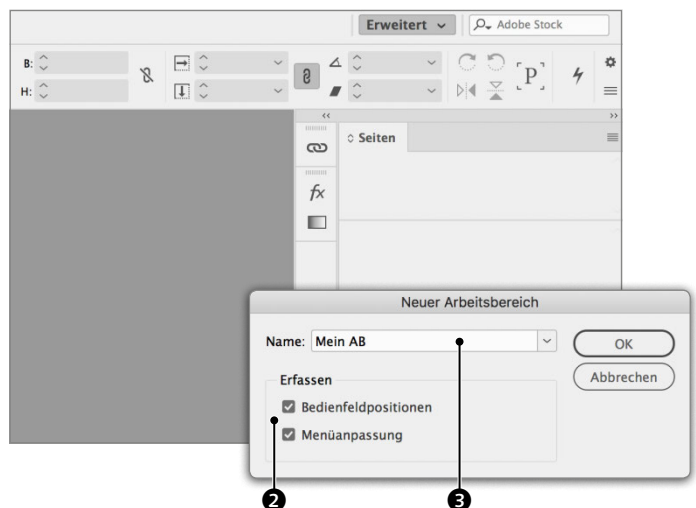 Erweitert Adobe Stock
B:
H:
P
Seiten
fx
Neuer Arbeitsbereich
Name: Mein AB
OK
Abbrechen
Erfassen
Bedienfeldpositionen
Menüanpassung
2 3